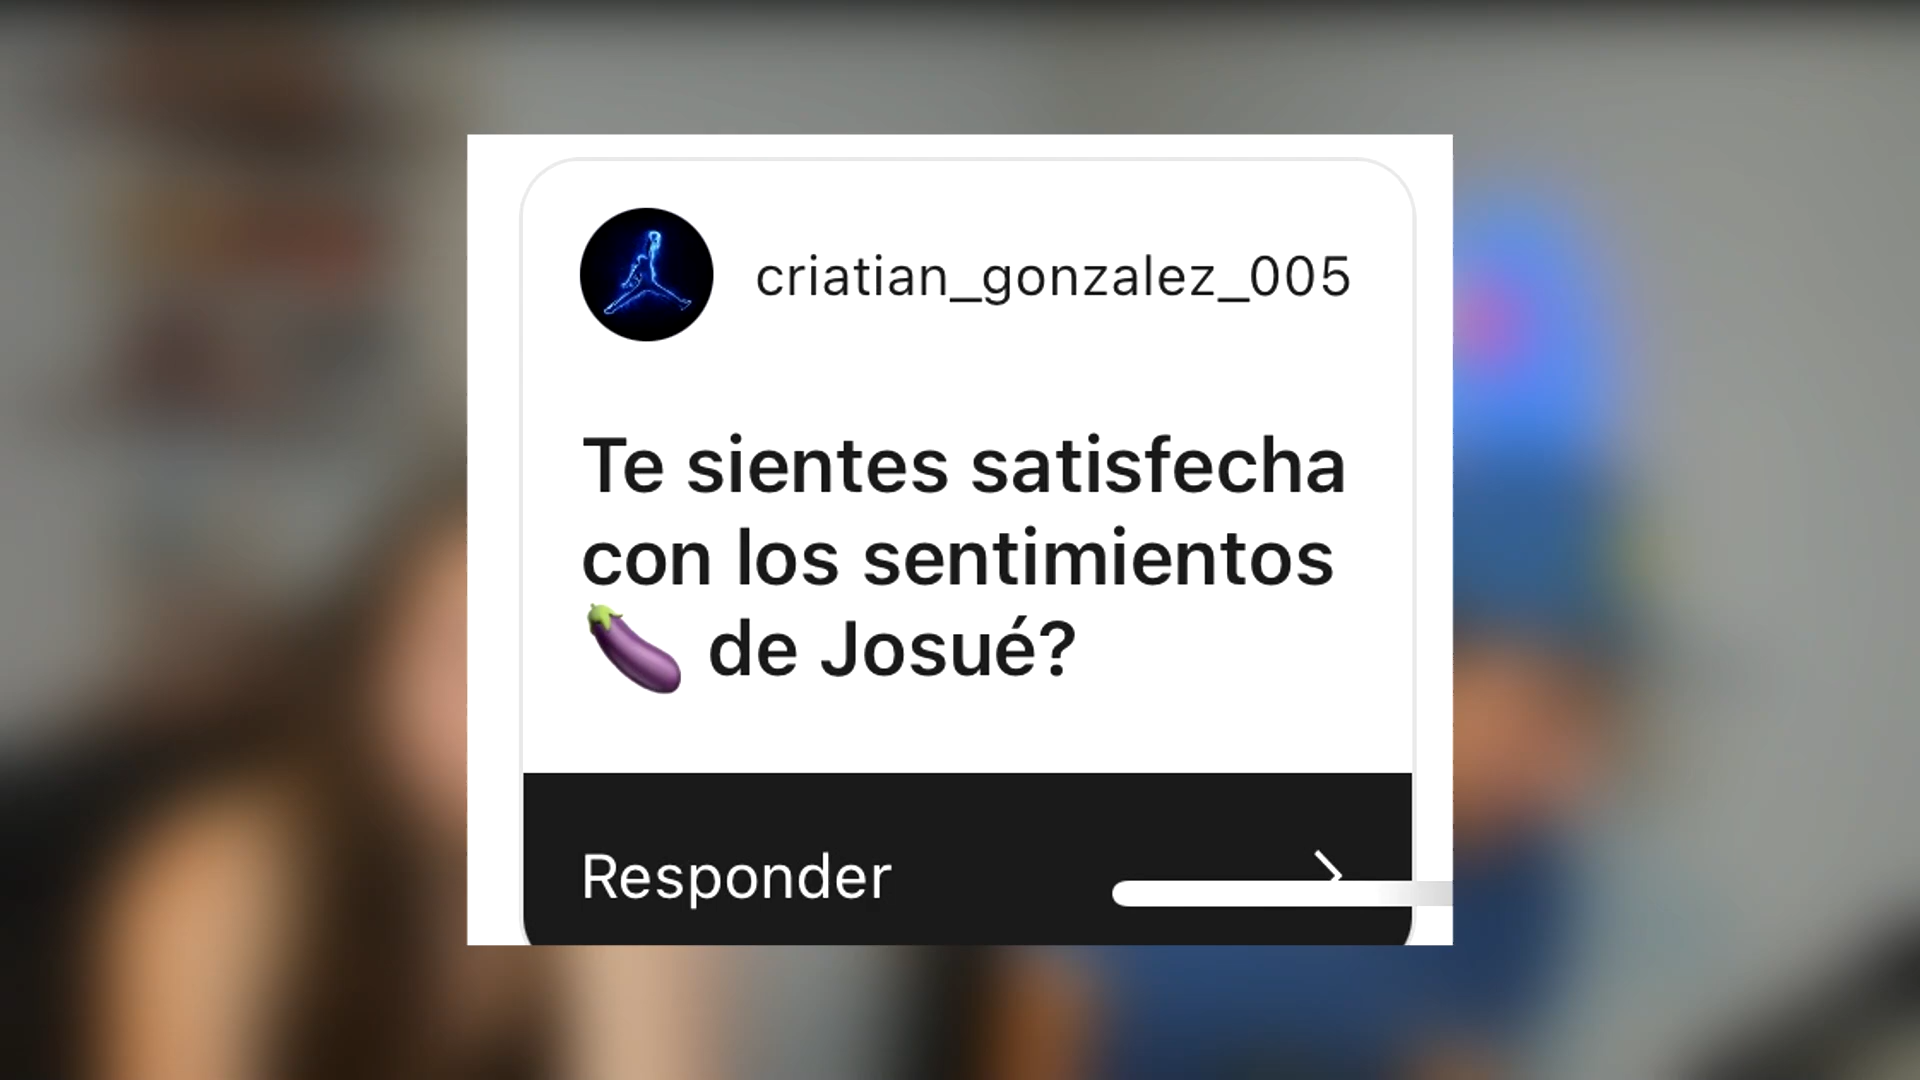 criatian_gonzalez_005
Te sientes satisfecha
con los sentimientos
🍆 de Josué?
Responder